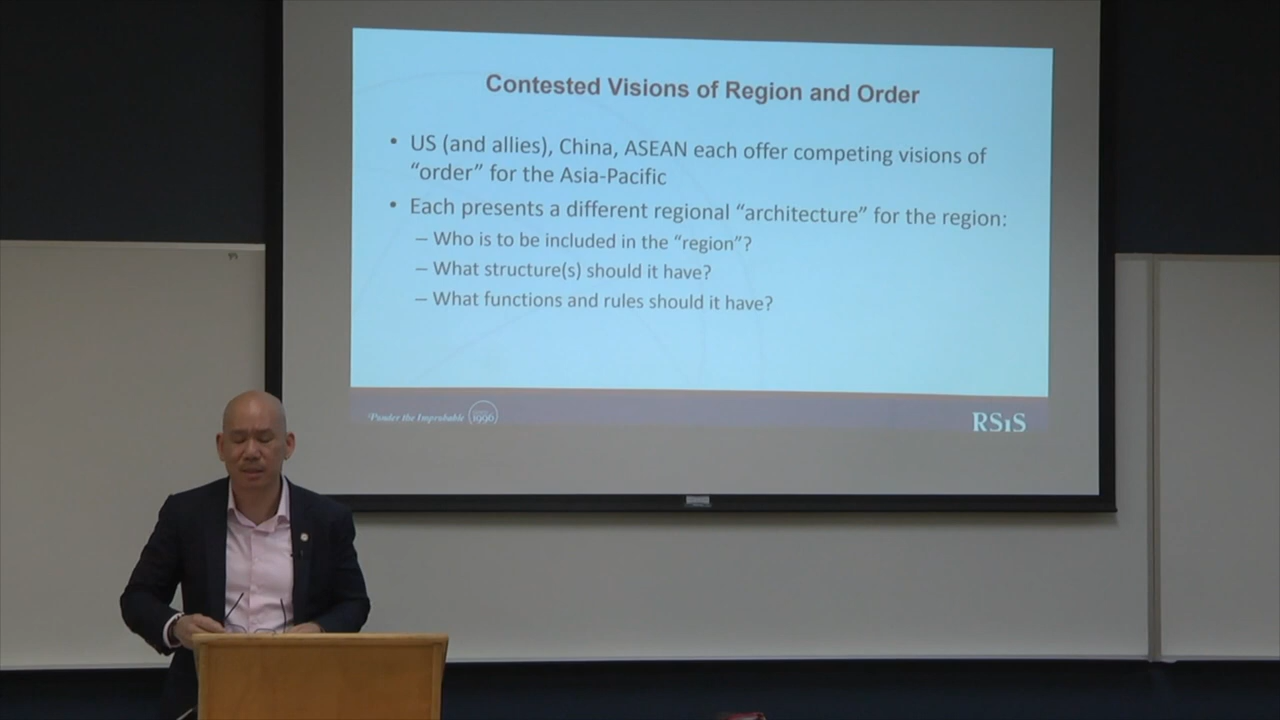 Contested Visions of Region and Order
• US (and allies), China, ASEAN each offer competing visions of
“order” for the Asia-Pacific
• Each presents a different regional “architecture” for the region:
– Who is to be included in the “region”?
– What structure(s) should it have?
– What functions and rules should it have?
Ponder the Improbable
1996
RSiS